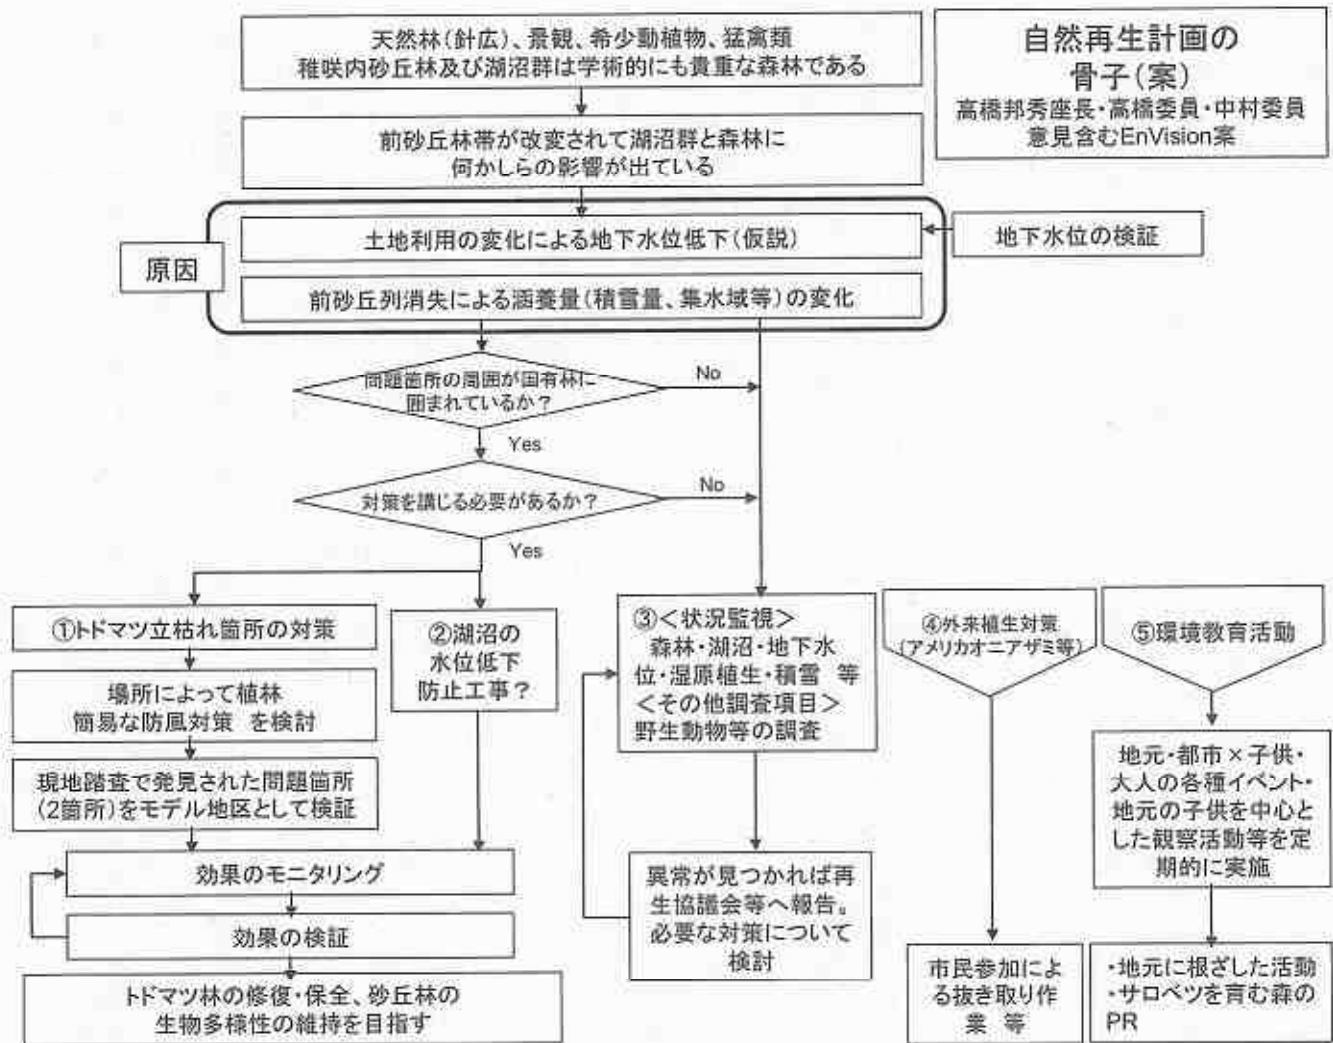 天然林(針広)、景観、希少動植物、猛禽類
稚咲内砂丘林及び湖沼群は学術的にも貴重な森林である
自然再生計画の
骨子(案)
高橋邦秀座長・高橋委員・中村委員
意見含むEnVision案
前砂丘林帯が改変されて湖沼群と森林に
何かしらの影響が出ている
原因
土地利用の変化による地下水位低下(仮説)
地下水位の検証
前砂丘列消失による涵養量(積雪量、集水域等)の変化
問題箇所の周囲が国有林に
囲まれているか?
No
Yes
対策を講じる必要があるか?
No
Yes
①トドマツ立枯れ箇所の対策
場所によって植林
簡易な防風対策 を検討
現地踏査で発見された問題箇所
(2箇所)をモデル地区として検証
②湖沼の
水位低下
防止工事?
効果のモニタリング
効果の検証
トドマツ林の修復・保全、砂丘林の
生物多様性の維持を目指す
③<状況監視>
森林・湖沼・地下水
位・湿原植生・積雪 等
<その他調査項目>
野生動物等の調査
異常が見つかれば再
生協議会等へ報告。
必要な対策について
検討
④外来植生対策
(アメリカオニアザミ等)
市民参加によ
る抜き取り作
業 等
⑤環境教育活動
地元・都市×子供・
大人の各種イベント・
地元の子供を中心と
した観察活動等を定
期的に実施
・地元に根ざした活動
・サロベツを育む森の
PR